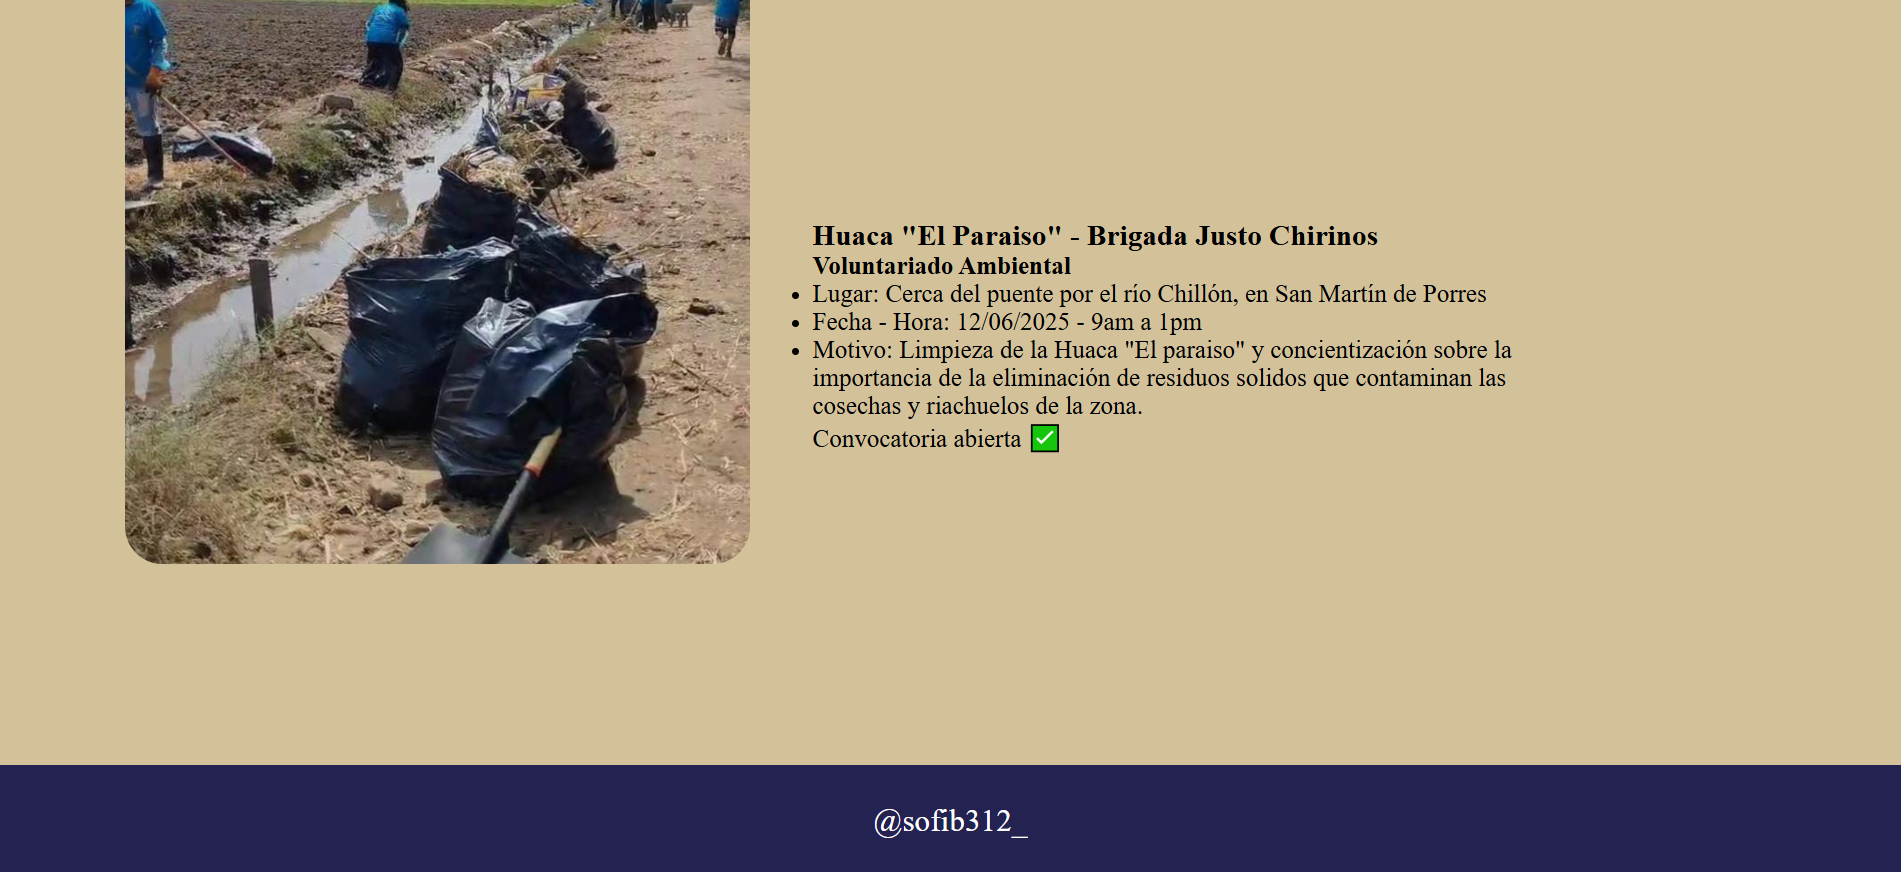 Huaca "El Paraiso" - Brigada Justo Chirinos
Voluntariado Ambiental
• Lugar: Cerca del puente por el río Chillón, en San Martín de Porres
• Fecha - Hora: 12/06/2025 - 9am a 1pm
• Motivo: Limpieza de la Huaca "El paraiso" y concientización sobre la
importancia de la eliminación de residuos solidos que contaminan las
cosechas y riachuelos de la zona.
Convocatoria abierta ✅
@sofib312_